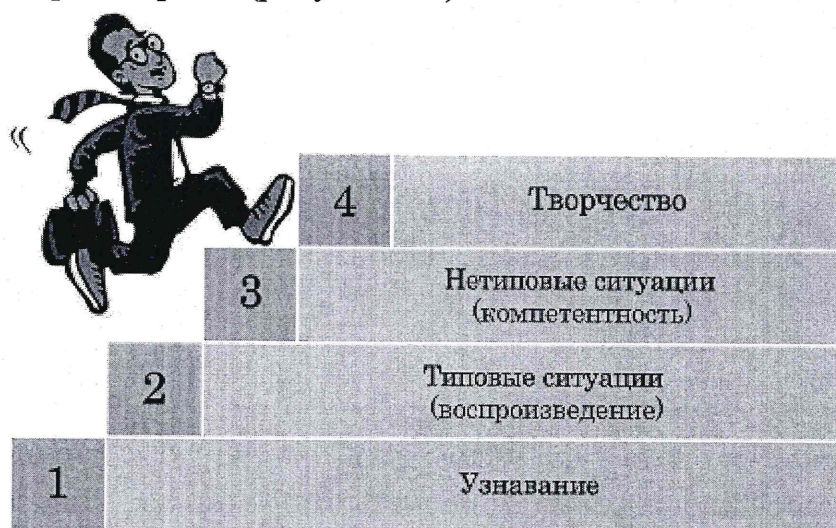 4 Творчество
3 Нетиповые ситуации
(компетентность)
2 Типовые ситуации
(воспроизведение)
1 Узнавание